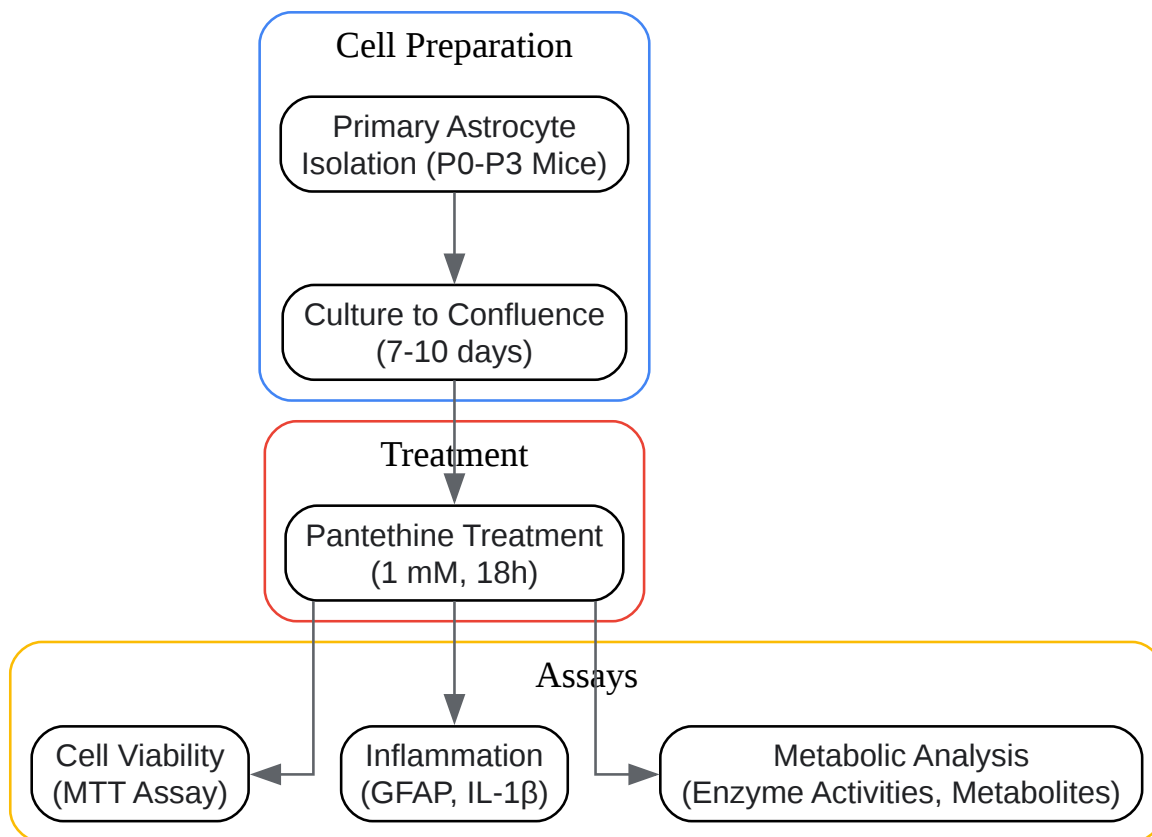 Cell Preparation
Primary Astrocyte
Isolation (P0-P3 Mice)
Culture to Confluence
(7-10 days)
Treatment
Pantethine Treatment
(1 mM, 18h)
Assays
Cell Viability
(MTT Assay)
Inflammation
(GFAP, IL-1β)
Metabolic Analysis
(Enzyme Activities, Metabolites)